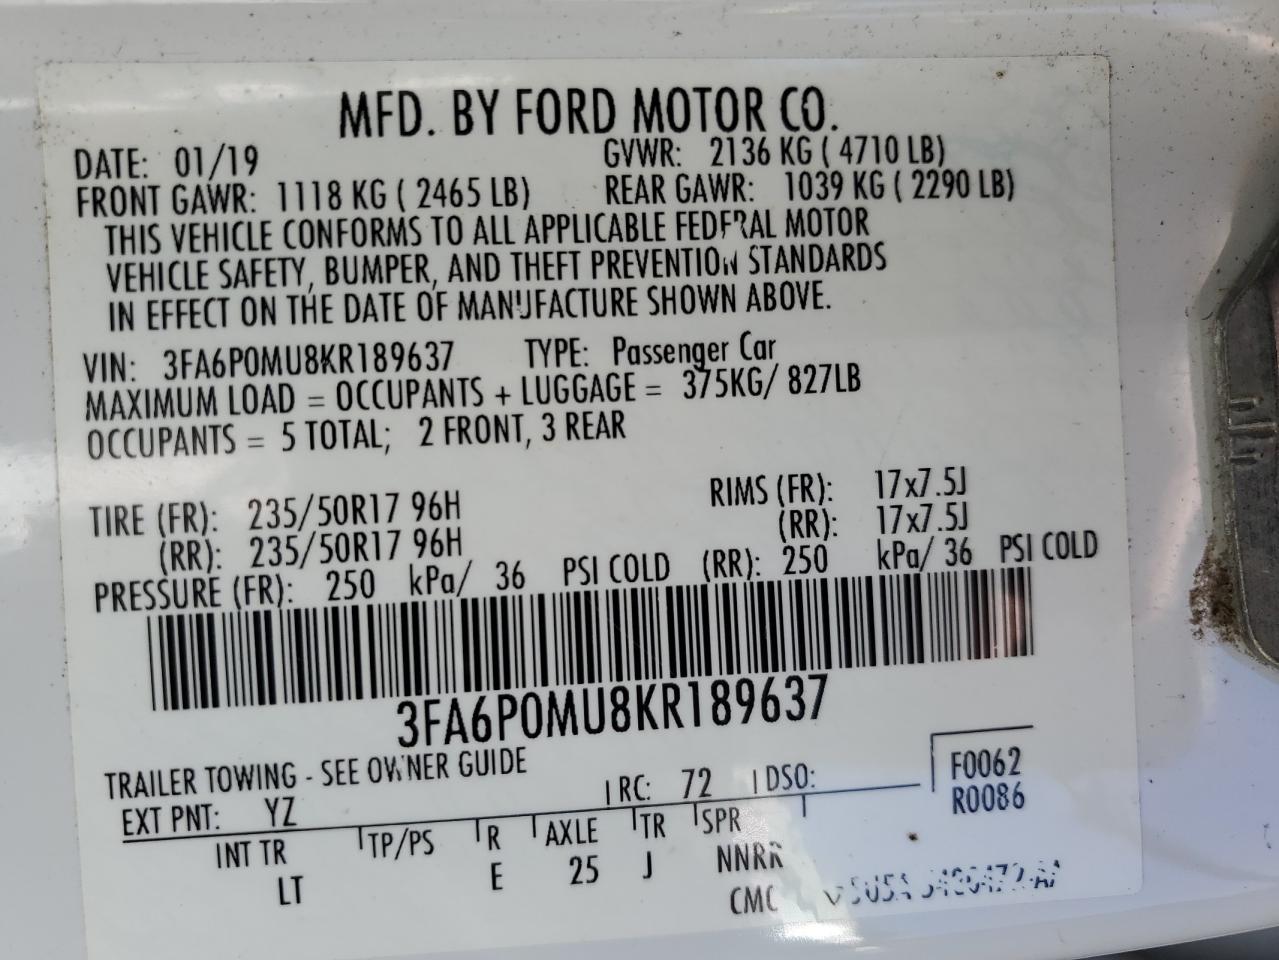 MFD. BY FORD MOTOR CO.
DATE: 01/19 GVWR: 2136 KG ( 4710 LB)
FRONT GAWR: 1118 KG ( 2465 LB) REAR GAWR: 1039 KG ( 2290 LB)
THIS VEHICLE CONFORMS TO ALL APPLICABLE FEDERAL MOTOR
VEHICLE SAFETY, BUMPER, AND THEFT PREVENTION STANDARDS
IN EFFECT ON THE DATE OF MANUFACTURE SHOWN ABOVE.
VIN: 3FA6P0MU8KR189637 TYPE: Passenger Car
MAXIMUM LOAD = OCCUPANTS + LUGGAGE = 375KG/ 827LB
OCCUPANTS = 5 TOTAL; 2 FRONT, 3 REAR
TIRE (FR): 235/50R17 96H RIMS (FR): 17x7.5J
(RR): 235/50R17 96H (RR): 17x7.5J
PRESSURE (FR): 250 kPa/ 36 PSI COLD (RR): 250 kPa/ 36 PSI COLD
3FA6P0MU8KR189637
TRAILER TOWING - SEE OWNER GUIDE
EXT PNT: YZ RC: 72 DSO: F0062
R0086
INT TR TP/PS R AXLE TR SPR
LT E 25 J NNRR
CMC